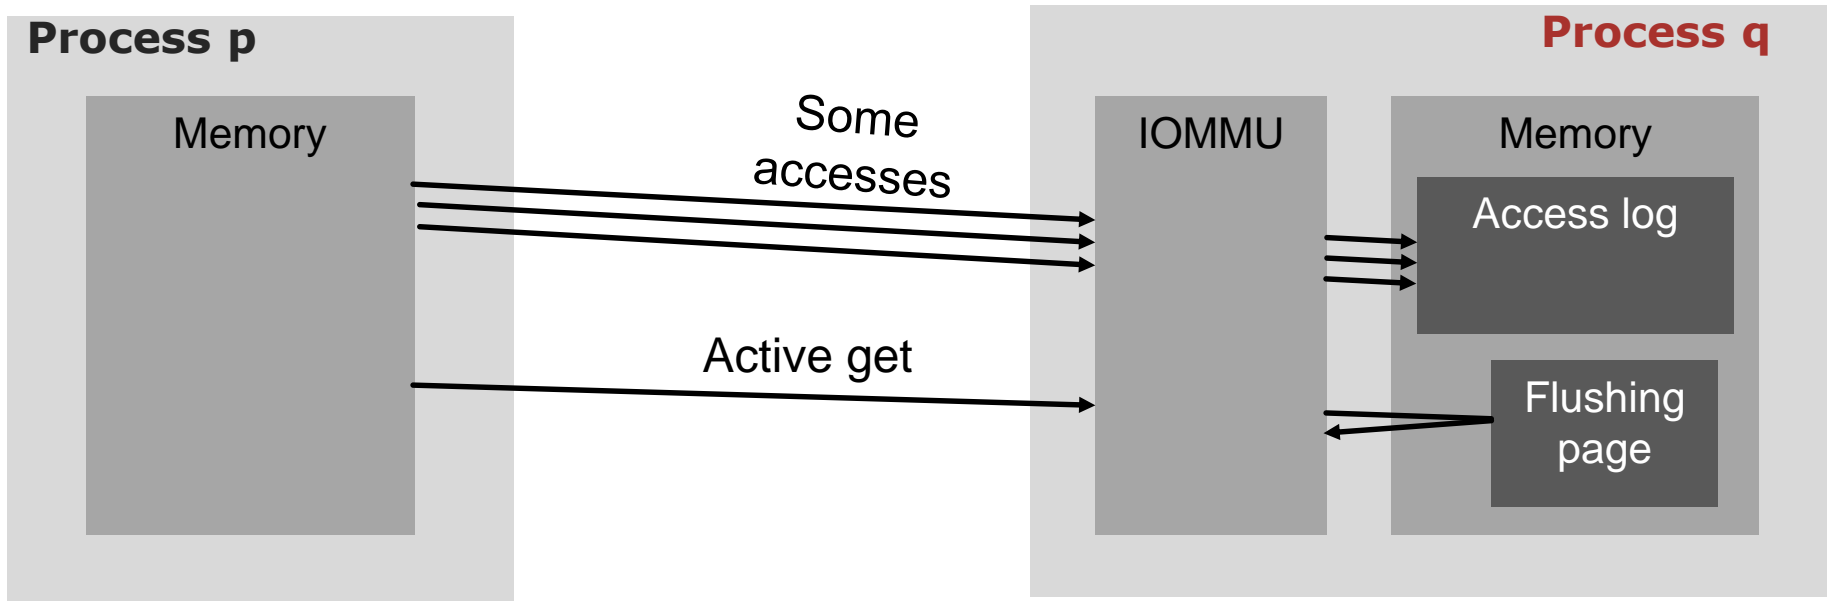 Process p
Memory
Some
accesses
Active get
Process q
IOMMU
Memory
Access log
Flushing
page